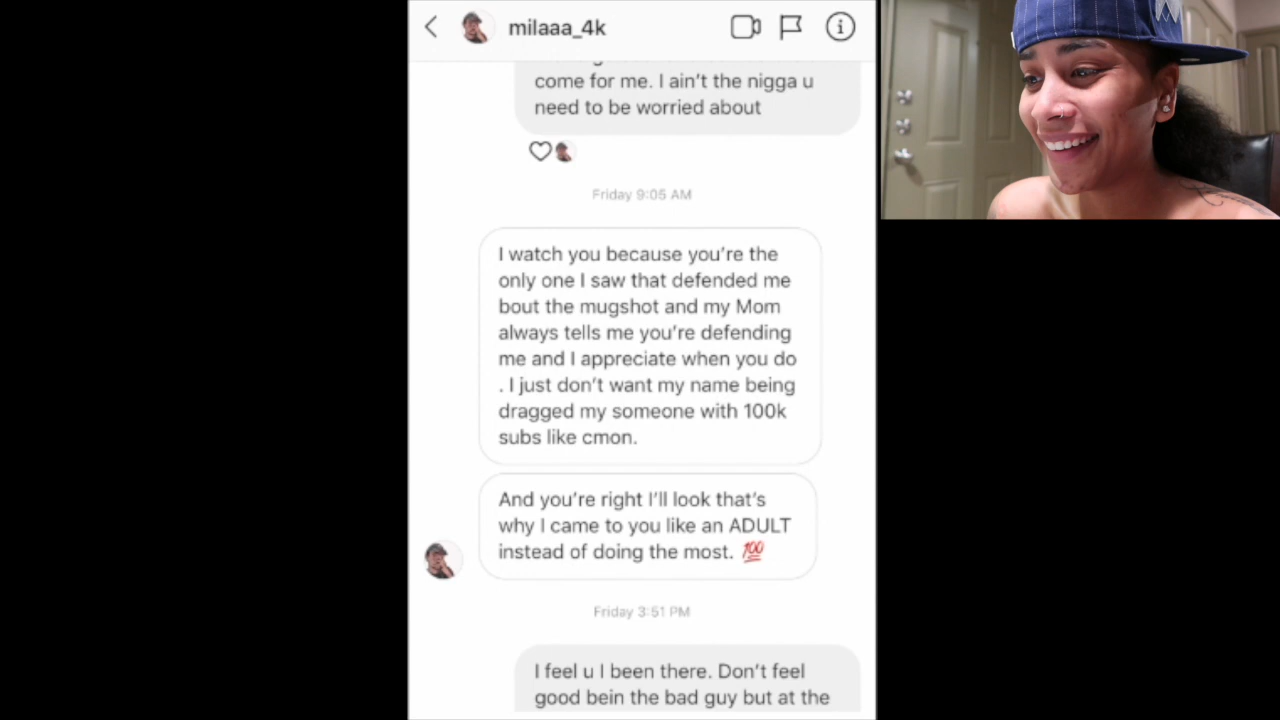 milaaa_4k
come for me. I ain't the nigga u
need to be worried about
Friday 9:05 AM
I watch you because you're the
only one I saw that defended me
bout the mugshot and my Mom
always tells me you're defending
me and I appreciate when you do
. I just don't want my name being
dragged my someone with 100k
subs like cmon.
And you're right I'll look that's
why I came to you like an ADULT
instead of doing the most. 💯
Friday 3:51 PM
I feel u I been there. Don't feel
good bein the bad guy but at the